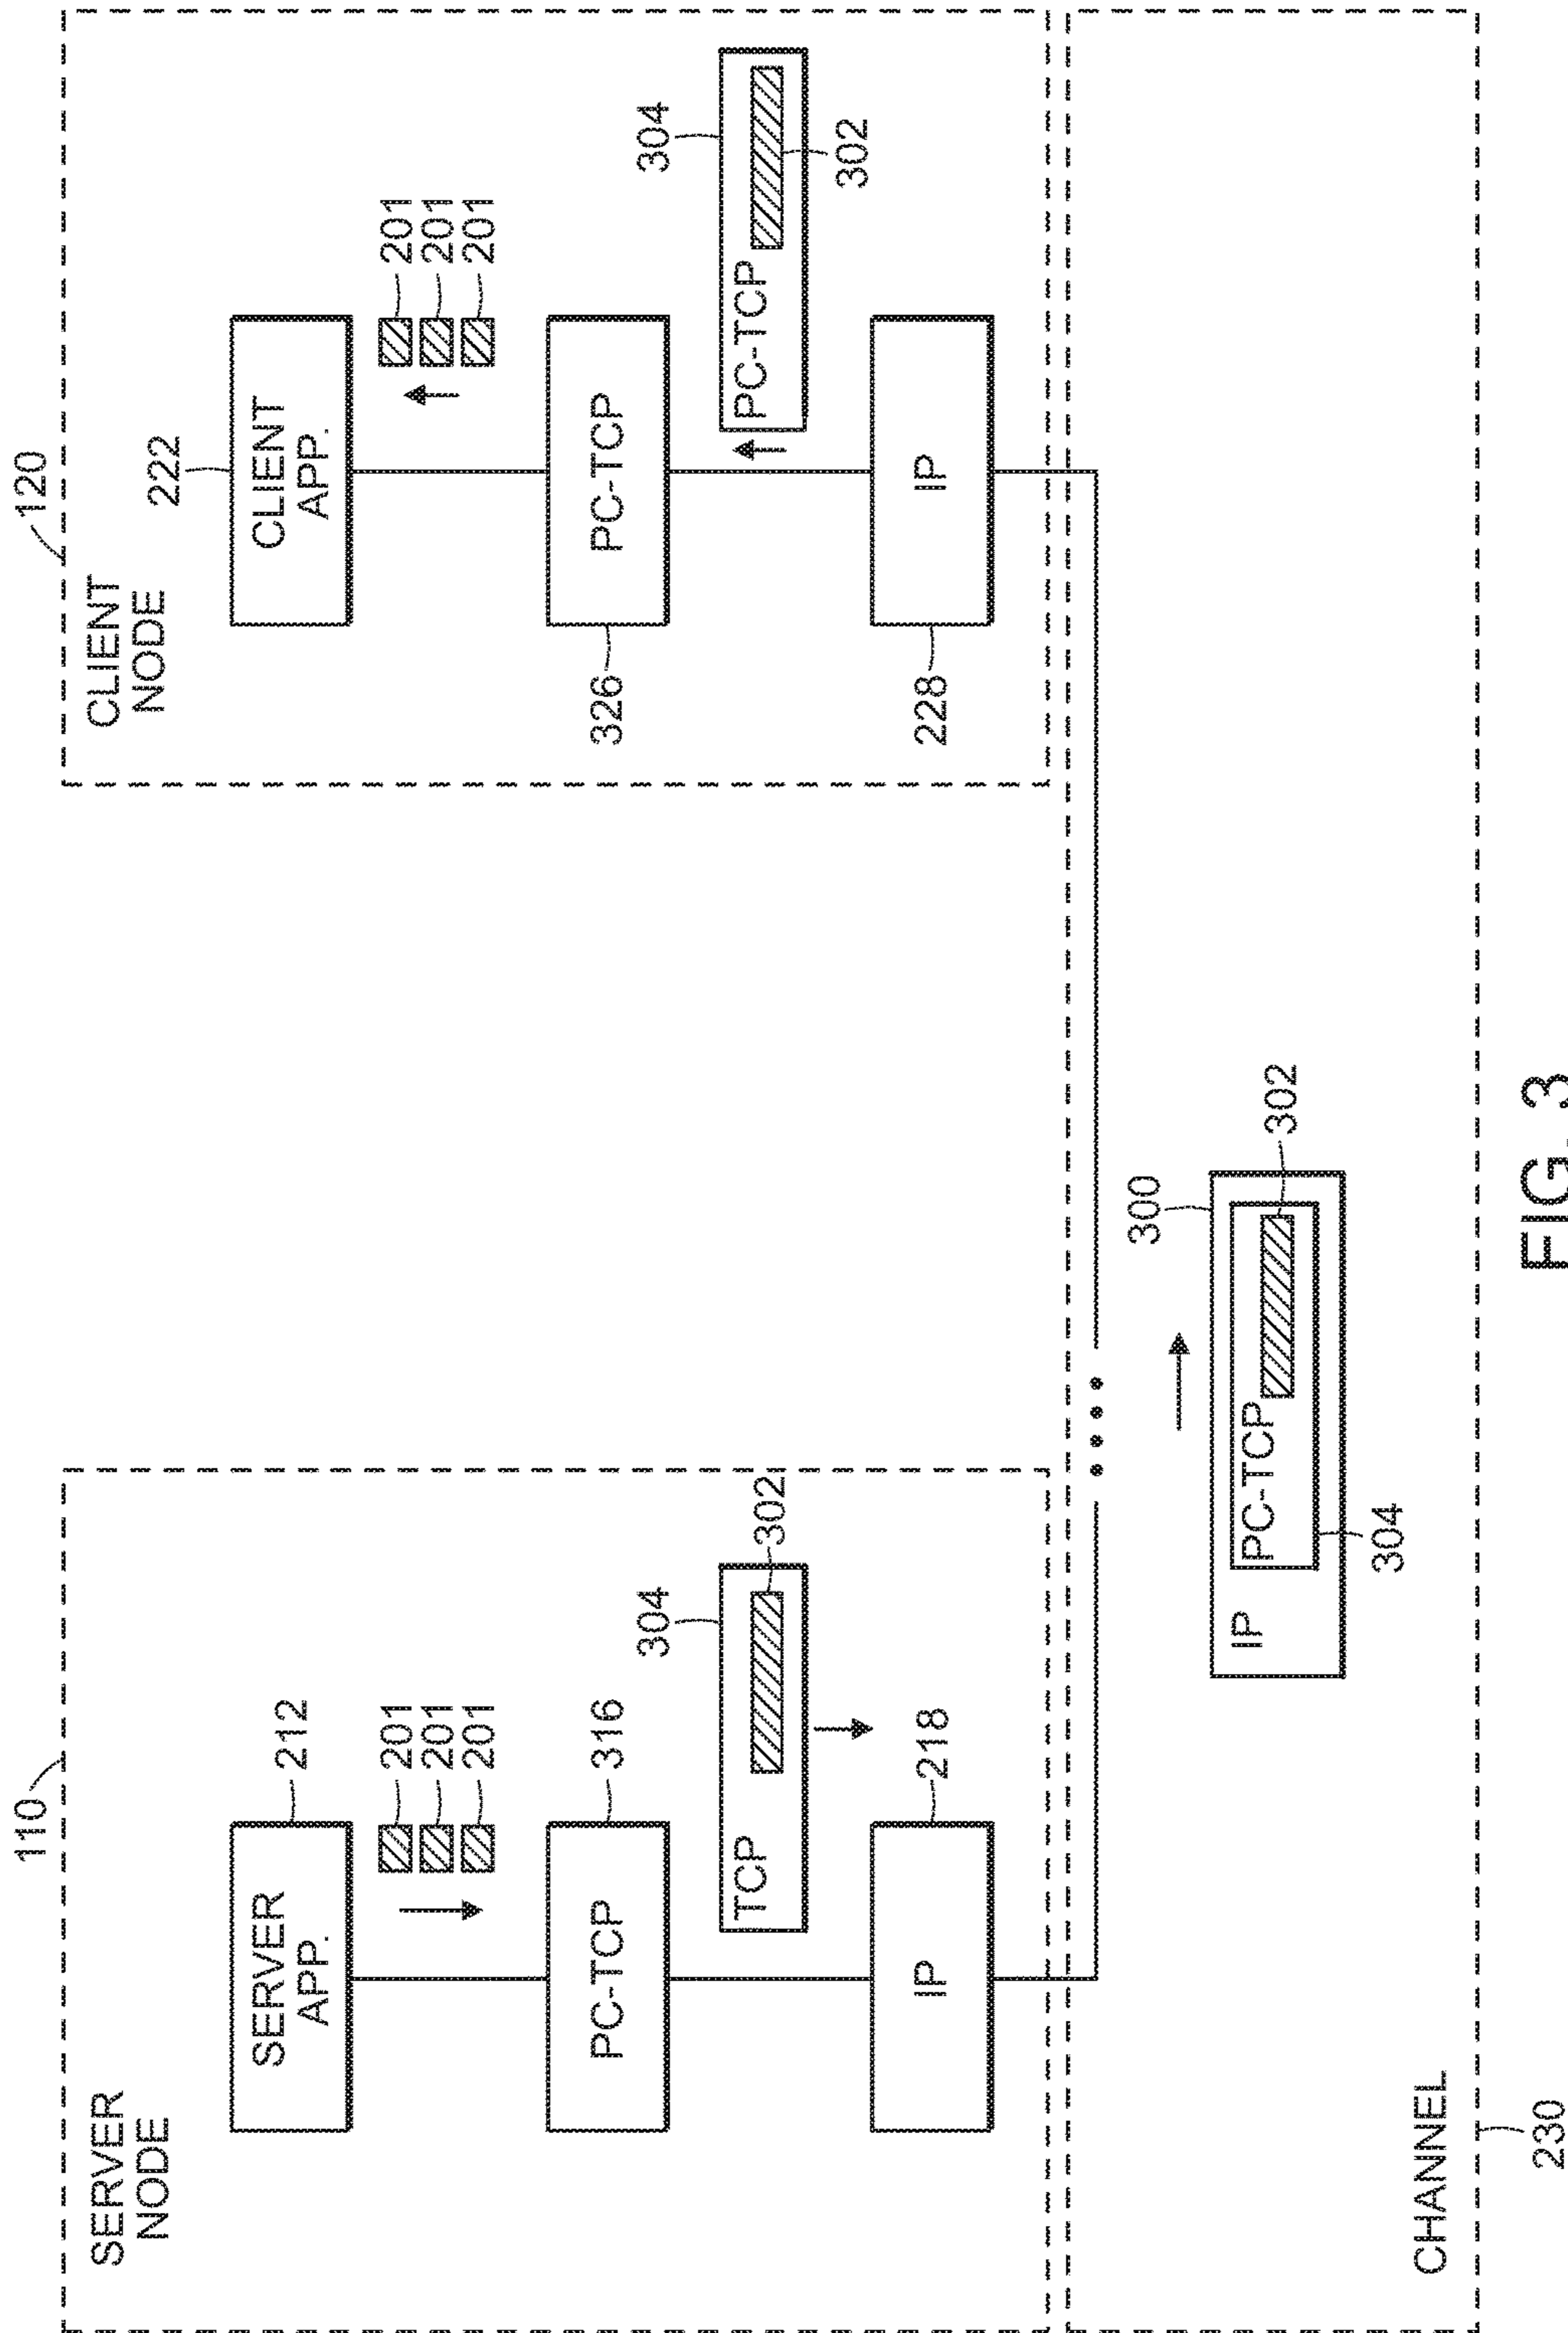 110
SERVER
NODE
SERVER
APP.
212
201
201
201
PC-TCP
316
304
TCP
302
IP
218
120
CLIENT
NODE
222
CLIENT
APP.
201
201
201
PC-TCP
326
304
PC-TCP
302
IP
228
300
IP
PC-TCP
302
304
CHANNEL
230
FIG. 3